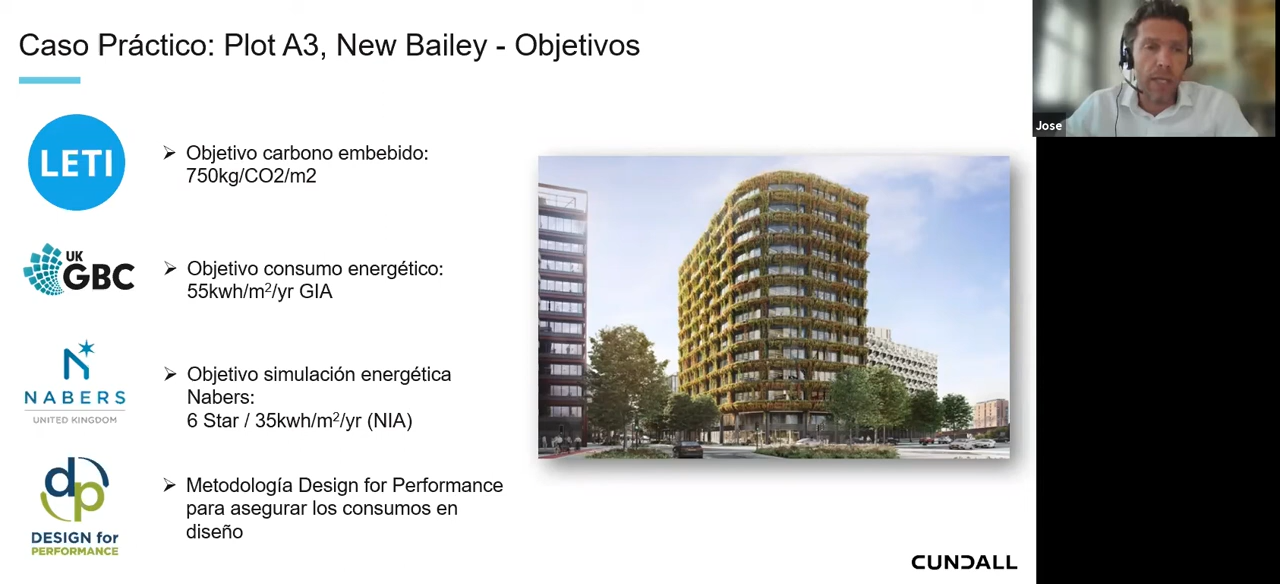 Caso Práctico: Plot A3, New Bailey - Objetivos
LETI
➢ Objetivo carbono embebido:
750kg/CO2/m2
UK
GBC
➢ Objetivo consumo energético:
55kwh/m²/yr GIA
NABERS
UNITED KINGDOM
➢ Objetivo simulación energética
Nabers:
6 Star / 35kwh/m²/yr (NIA)
dp
DESIGN for
PERFORMANCE
➢ Metodología Design for Performance
para asegurar los consumos en
diseño
CUNDALL
Jose